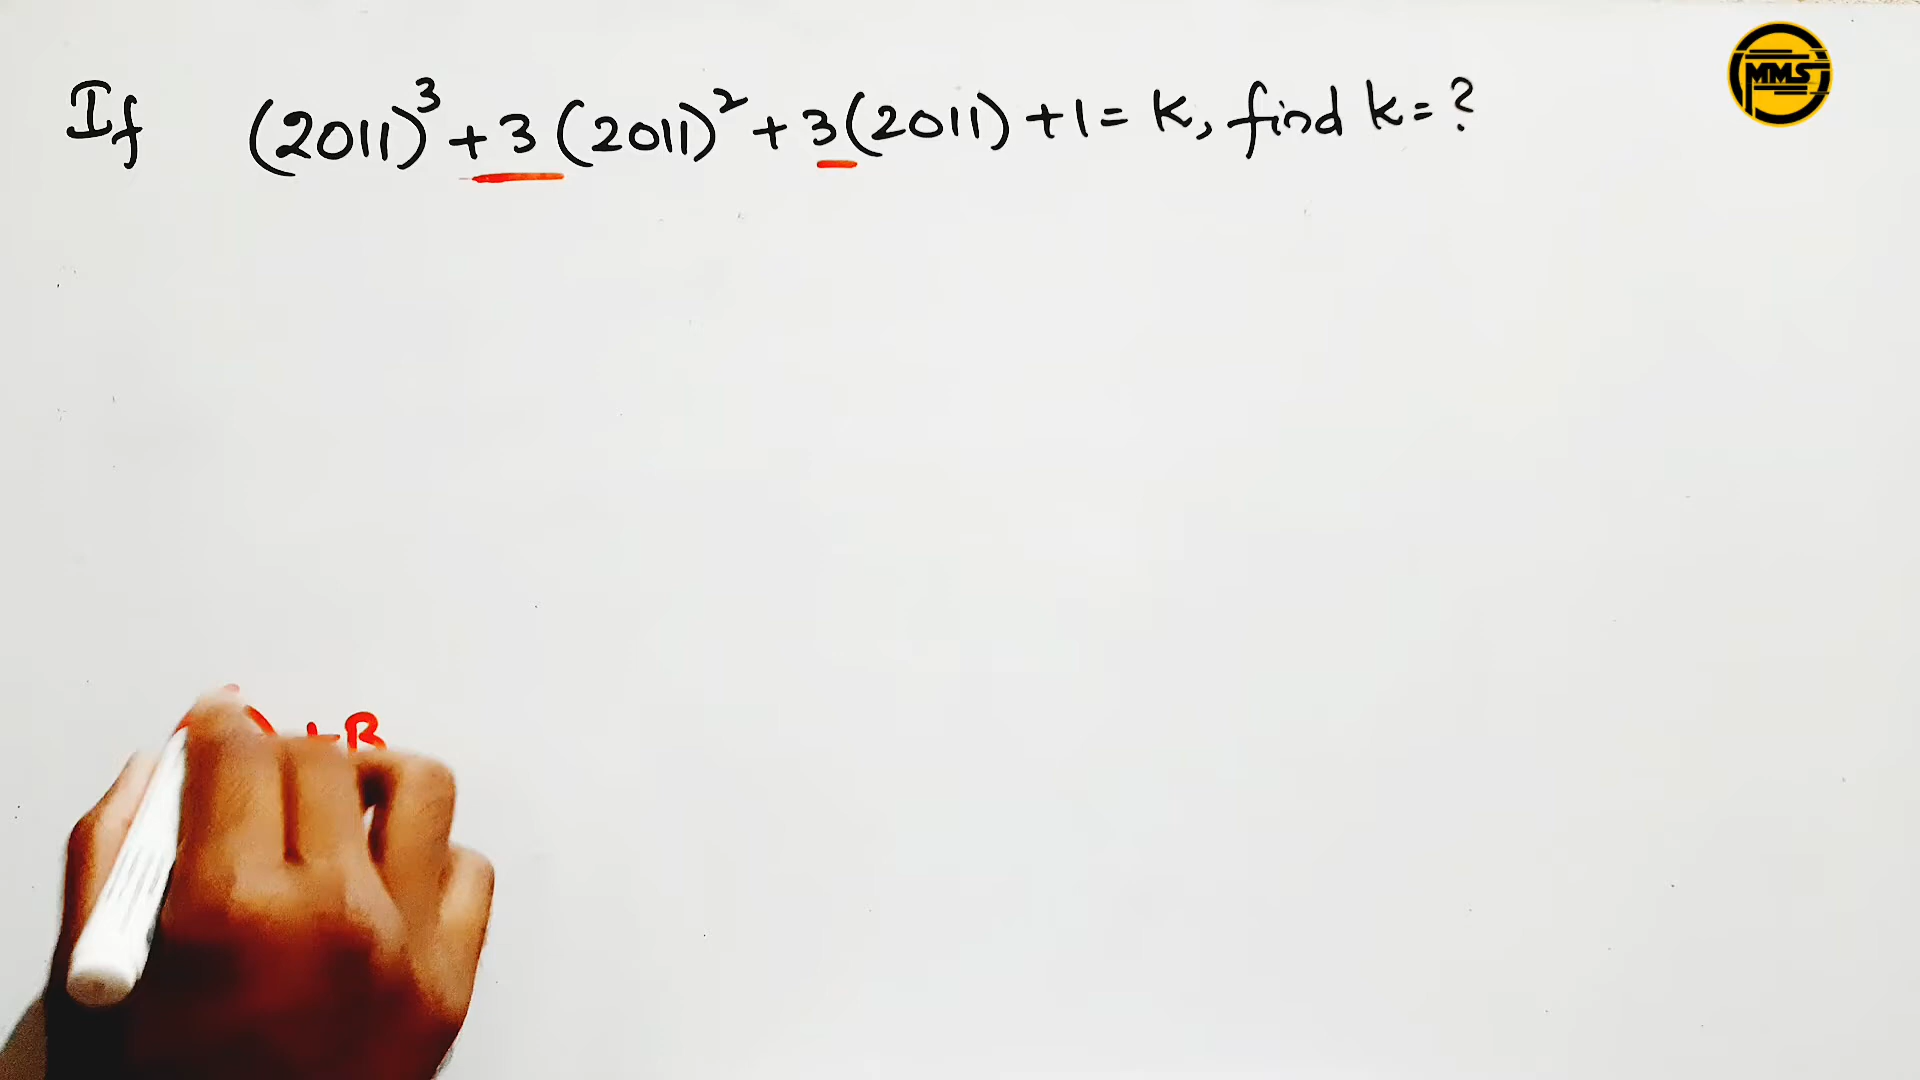 If (2011)³ + 3(2011)² + 3(2011) + 1 = K, find K = ?
MMS
+B